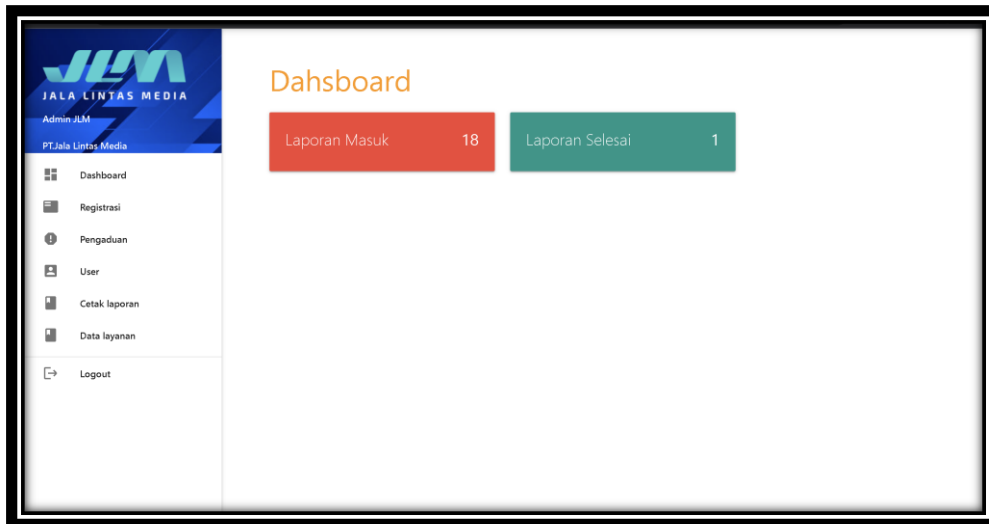 JLM
JALA LINTAS MEDIA
Admin JLM
PT.Jala Lintas Media
Dashboard
Registrasi
Pengaduan
User
Cetak laporan
Data layanan
Logout
Dahsboard
Laporan Masuk 18
Laporan Selesai 1